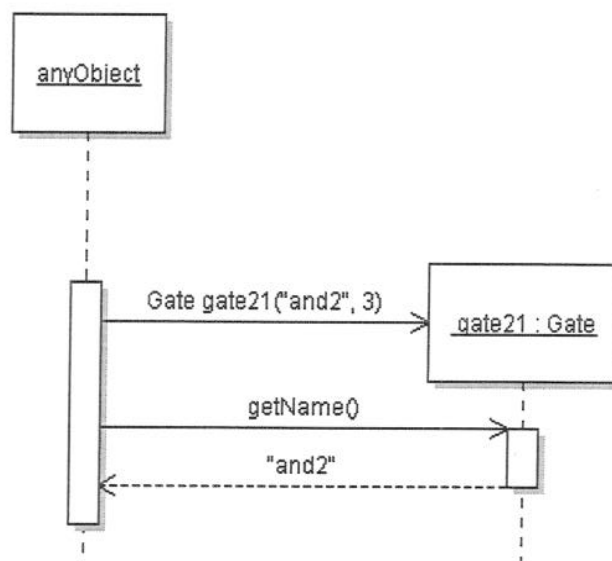 anyObject
Gate gate21("and2", 3)
gate21 : Gate
getName()
"and2"